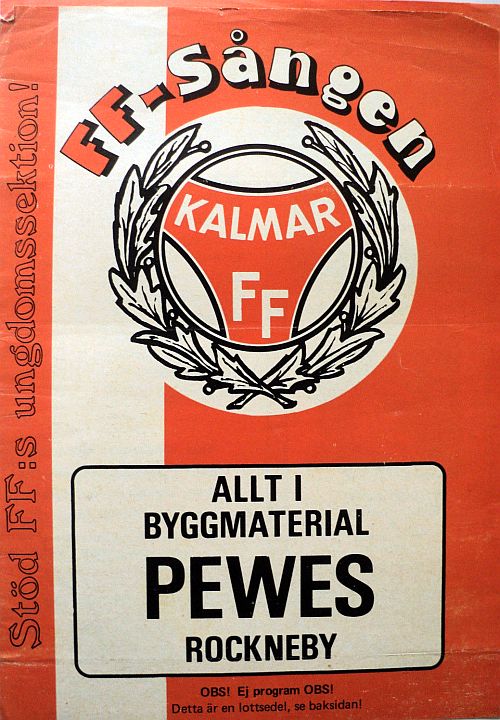 FF-Sången
KALMAR
FF
Stöd FF:s ungdomssektion!
ALLT I
BYGGMATERIAL
PEWES
ROCKNEBY
OBS! Ej program OBS!
Detta är en lottsedel, se baksidan!